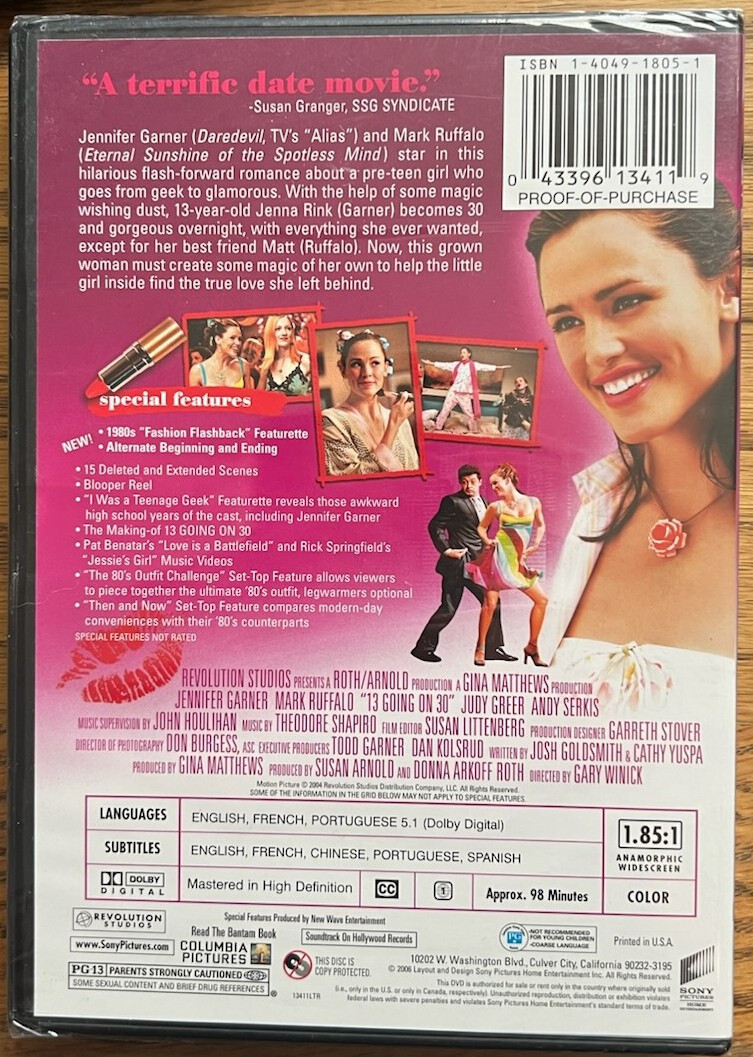 "A terrific date movie."
-Susan Granger, SSG SYNDICATE
ISBN 1-4049-1805-1
0 43396 13411 9
PROOF-OF-PURCHASE
Jennifer Garner (Daredevil, TV's "Alias") and Mark Ruffalo
(Eternal Sunshine of the Spotless Mind) star in this
hilarious flash-forward romance about a pre-teen girl who
goes from geek to glamorous. With the help of some magic
wishing dust, 13-year-old Jenna Rink (Garner) becomes 30
and gorgeous overnight, with everything she ever wanted,
except for her best friend Matt (Ruffalo). Now, this grown
woman must create some magic of her own to help the little
girl inside find the true love she left behind.
special features
NEW!
• 1980s "Fashion Flashback" Featurette
• Alternate Beginning and Ending
• 15 Deleted and Extended Scenes
• Blooper Reel
• "I Was a Teenage Geek" Featurette reveals those awkward
high school years of the cast, including Jennifer Garner
• The Making-of 13 GOING ON 30
• Pat Benatar's "Love is a Battlefield" and Rick Springfield's
"Jessie's Girl" Music Videos
• "The 80's Outfit Challenge" Set-Top Feature allows viewers
to piece together the ultimate '80s outfit, legwarmers optional
• "Then and Now" Set-Top Feature compares modern-day
conveniences with their '80's counterparts
SPECIAL FEATURES NOT RATED
REVOLUTION STUDIOS PRESENTS A ROTH/ARNOLD PRODUCTION A GINA MATTHEWS PRODUCTION
JENNIFER GARNER MARK RUFFALO "13 GOING ON 30" JUDY GREER ANDY SERKIS
MUSIC SUPERVISION BY JOHN HOULIHAN MUSIC BY THEODORE SHAPIRO FILM EDITOR SUSAN LITTENBERG PRODUCTION DESIGNER GARRETH STOVER
DIRECTOR OF PHOTOGRAPHY DON BURGESS, ASC EXECUTIVE PRODUCERS TODD GARNER DAN KOLSRUD WRITTEN BY JOSH GOLDSMITH & CATHY YUSPA
PRODUCED BY GINA MATTHEWS PRODUCED BY SUSAN ARNOLD AND DONNA ARKOFF ROTH DIRECTED BY GARY WINICK
Motion Picture © 2004 Revolution Studios Distribution Company, LLC. All Rights Reserved.
SOME OF THE INFORMATION IN THE GRID BELOW MAY NOT APPLY TO SPECIAL FEATURES.
LANGUAGES
ENGLISH, FRENCH, PORTUGUESE 5.1 (Dolby Digital)
SUBTITLES
ENGLISH, FRENCH, CHINESE, PORTUGUESE, SPANISH
1.85:1
ANAMORPHIC
WIDESCREEN
DOLBY
DIGITAL
Mastered in High Definition
CC
1
Approx. 98 Minutes
COLOR
REVOLUTION
STUDIOS
Special Features Produced by New Wave Entertainment
Read The Bantam Book
Soundtrack On Hollywood Records
PG
NOT RECOMMENDED
FOR YOUNG CHILDREN
-COARSE LANGUAGE
Printed in U.S.A.
www.SonyPictures.com
COLUMBIA
PICTURES
PG-13 PARENTS STRONGLY CAUTIONED
SOME SEXUAL CONTENT AND BRIEF DRUG REFERENCES
®
THIS DISC IS
COPY PROTECTED.
13411LTR
10202 W. Washington Blvd., Culver City, California 90232-3195
© 2006 Layout and Design Sony Pictures Home Entertainment Inc. All Rights Reserved.
This DVD is authorized for sale or rent only in the country where originally sold
(i.e., only in the U.S. or only in Canada, respectively). Unauthorized reproduction, distribution or exhibition violates
federal laws with severe penalties and violates Sony Pictures Home Entertainment's standard terms of trade.
SONY
PICTURES
HOME
ENTERTAINMENT